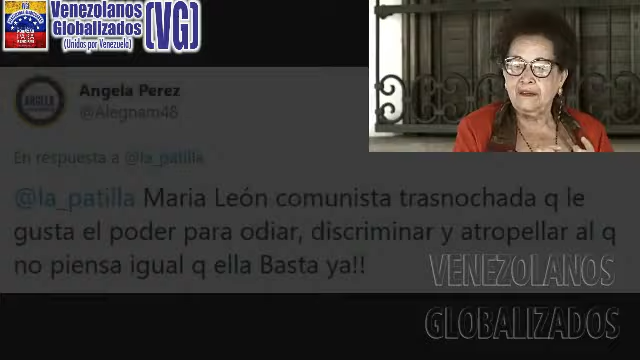 Venezolanos
Globalizados
(Unidos por Venezuela)
(VG)
Angela Perez
@Alegnam48
En respuesta a @la_patilla
@la_patilla Maria León comunista trasnochada q le
gusta el poder para odiar, discriminar y atropellar al q
no piensa igual q ella Basta ya!!
VENEZOLANOS
GLOBALIZADOS